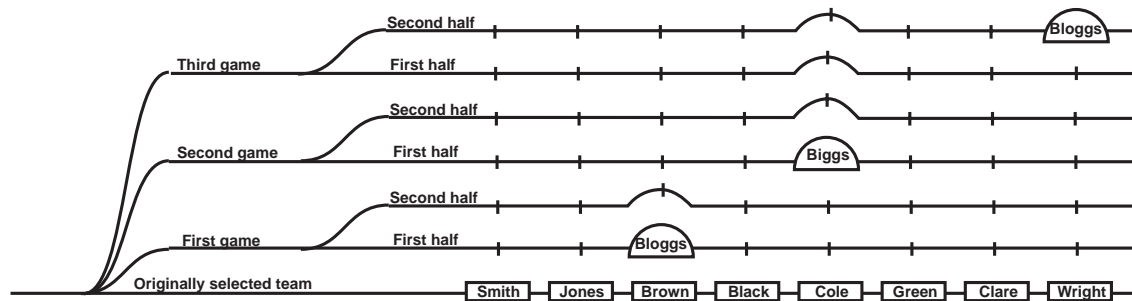 Second half Bloggs
Third game First half
Second half
Second game First half Biggs
Second half
First game First half Bloggs
Originally selected team Smith Jones Brown Black Cole Green Clare Wright